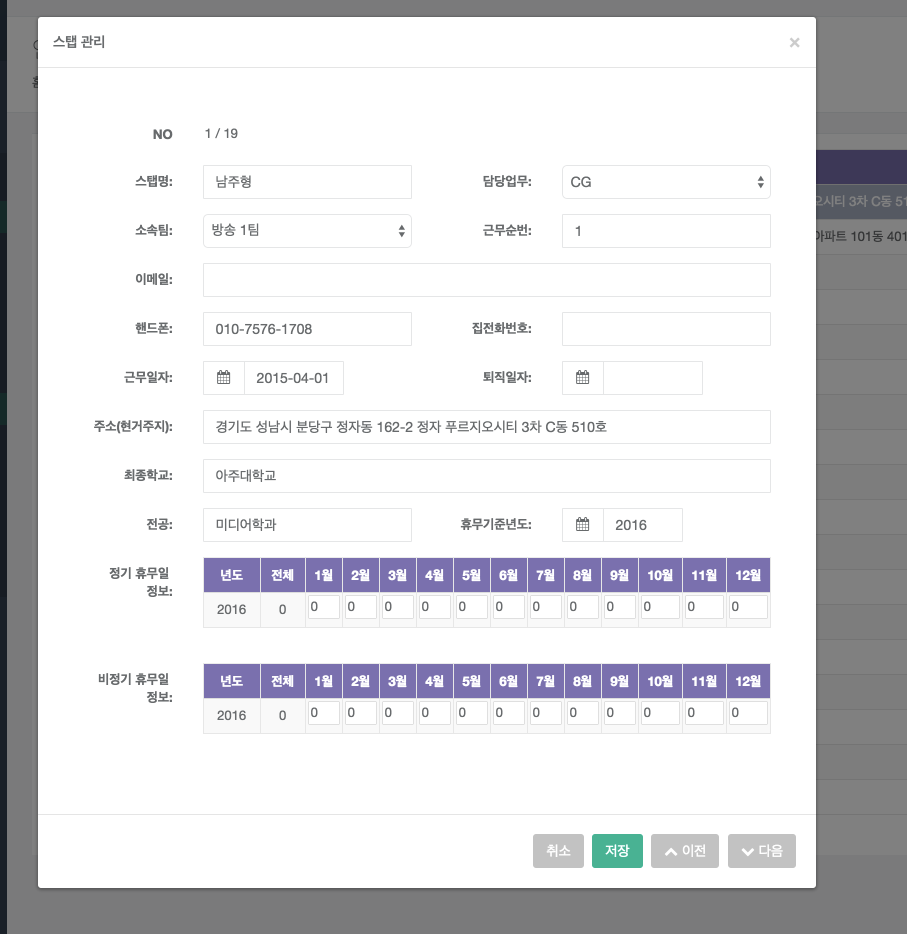 스탭 관리 ×
NO 1 / 19
스탭명: 남주형 담당업무: CG
소속팀: 방송 1팀 근무순번: 1
이메일:
핸드폰: 010-7576-1708 집전화번호:
근무일자: 2015-04-01 퇴직일자:
주소(현거주지): 경기도 성남시 분당구 정자동 162-2 정자 푸르지오시티 3차 C동 510호
최종학교: 아주대학교
전공: 미디어학과 휴무기준년도: 2016
정기 휴무일
정보:
년도 전체 1월 2월 3월 4월 5월 6월 7월 8월 9월 10월 11월 12월
2016 0 0 0 0 0 0 0 0 0 0 0 0 0
비정기 휴무일
정보:
년도 전체 1월 2월 3월 4월 5월 6월 7월 8월 9월 10월 11월 12월
2016 0 0 0 0 0 0 0 0 0 0 0 0 0
취소 저장 이전 다음
오시티 3차 C동 51
아파트 101동 401